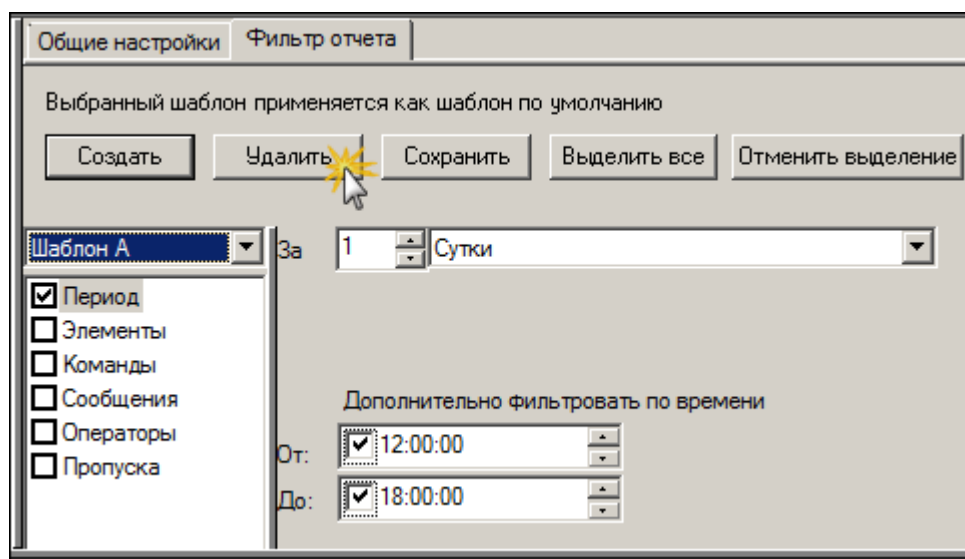 Общие настройки Фильтр отчета
Выбранный шаблон применяется как шаблон по умолчанию
Создать Удалить Сохранить Выделить все Отменить выделение
Шаблон А За 1 Сутки
Период
Элементы
Команды
Сообщения
Операторы
Пропуска
Дополнительно фильтровать по времени
От: 12:00:00
До: 18:00:00